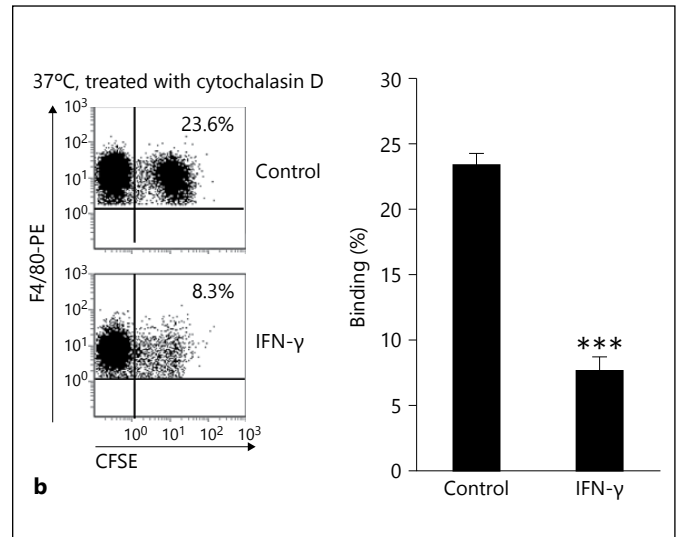 37°C, treated with cytochalasin D
10³
23.6%
10²
10¹
10⁰
Control
F4/80-PE
10³
8.3%
10²
10¹
10⁰
IFN-γ
10⁰ 10¹ 10² 10³
CFSE
b
30
25
20
15
10
5
0
Binding (%)
***
Control IFN-γ